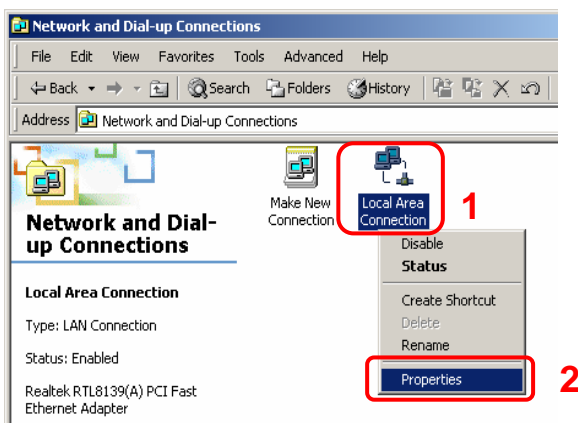 Network and Dial-up Connections
File Edit View Favorites Tools Advanced Help
Back Search Folders History
Address Network and Dial-up Connections
Make New
Connection
Local Area
Connection
1
Network and Dial-
up Connections
Local Area Connection
Type: LAN Connection
Status: Enabled
Realtek RTL8139(A) PCI Fast
Ethernet Adapter
Disable
Status
Create Shortcut
Delete
Rename
Properties
2